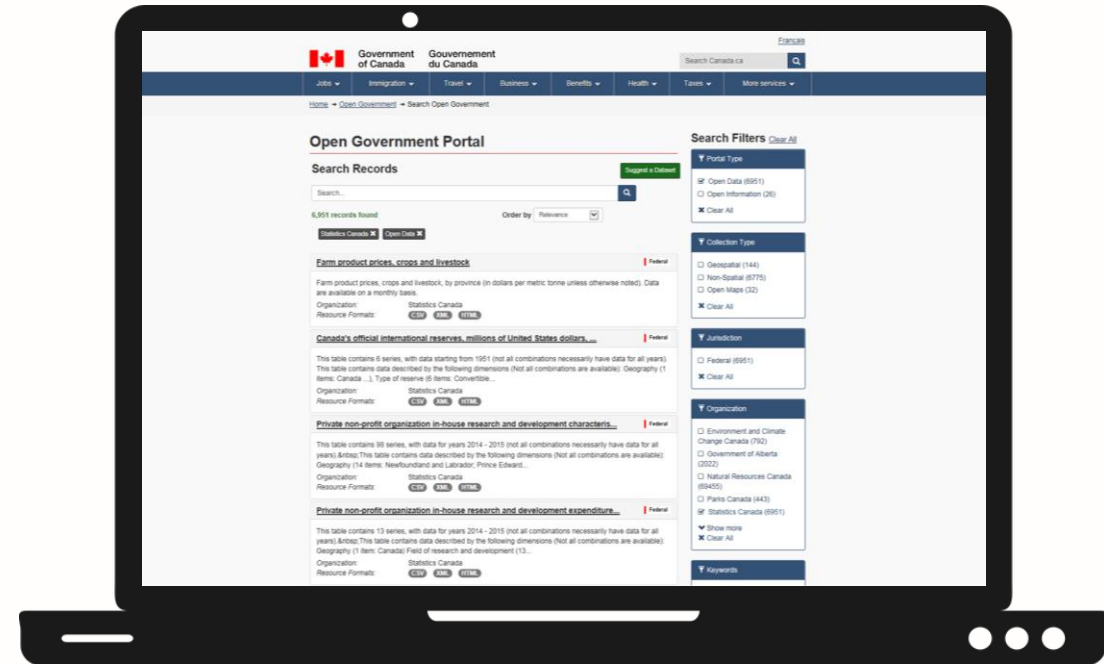 Français
Government of Canada
Gouvernement du Canada
Search Canada.ca
Jobs
Immigration
Travel
Business
Benefits
Health
Taxes
More services
Home → Open Government → Search Open Government
Open Government Portal
Search Records
Suggest a Dataset
Search...
6,951 records found
Order by Relevance
Statistics Canada ✖ Open Data ✖
Farm product prices, crops and livestock
Federal
Farm product prices, crops and livestock, by province (in dollars per metric tonne unless otherwise noted). Data
are available on a monthly basis.
Organization: Statistics Canada
Resource Formats: CSV XML HTML
Canada's official international reserves, millions of United States dollars, ...
Federal
This table contains 6 series, with data starting from 1951 (not all combinations necessarily have data for all years).
This table contains data described by the following dimensions (Not all combinations are available): Geography (1
items: Canada ...), Type of reserve (6 items: Convertible...
Organization: Statistics Canada
Resource Formats: CSV XML HTML
Private non-profit organization in-house research and development characteris...
Federal
This table contains 98 series, with data for years 2014 - 2015 (not all combinations necessarily have data for all
years).&nbsp;This table contains data described by the following dimensions (Not all combinations are available):
Geography (14 items: Newfoundland and Labrador; Prince Edward...
Organization: Statistics Canada
Resource Formats: CSV XML HTML
Private non-profit organization in-house research and development expenditure...
Federal
This table contains 13 series, with data for years 2014 - 2015 (not all combinations necessarily have data for all
years).&nbsp;This table contains data described by the following dimensions (Not all combinations are available):
Geography (1 item: Canada) Field of research and development (13...
Organization: Statistics Canada
Resource Formats: CSV XML HTML
Search Filters Clear All
Portal Type
Open Data (6951)
Open Information (26)
✖ Clear All
Collection Type
Geospatial (144)
Non-Spatial (6775)
Open Maps (32)
✖ Clear All
Jurisdiction
Federal (6951)
✖ Clear All
Organization
Environment and Climate
Change Canada (792)
Government of Alberta
(2022)
Natural Resources Canada
(69455)
Parks Canada (443)
Statistics Canada (6951)
Show more
✖ Clear All
Keywords